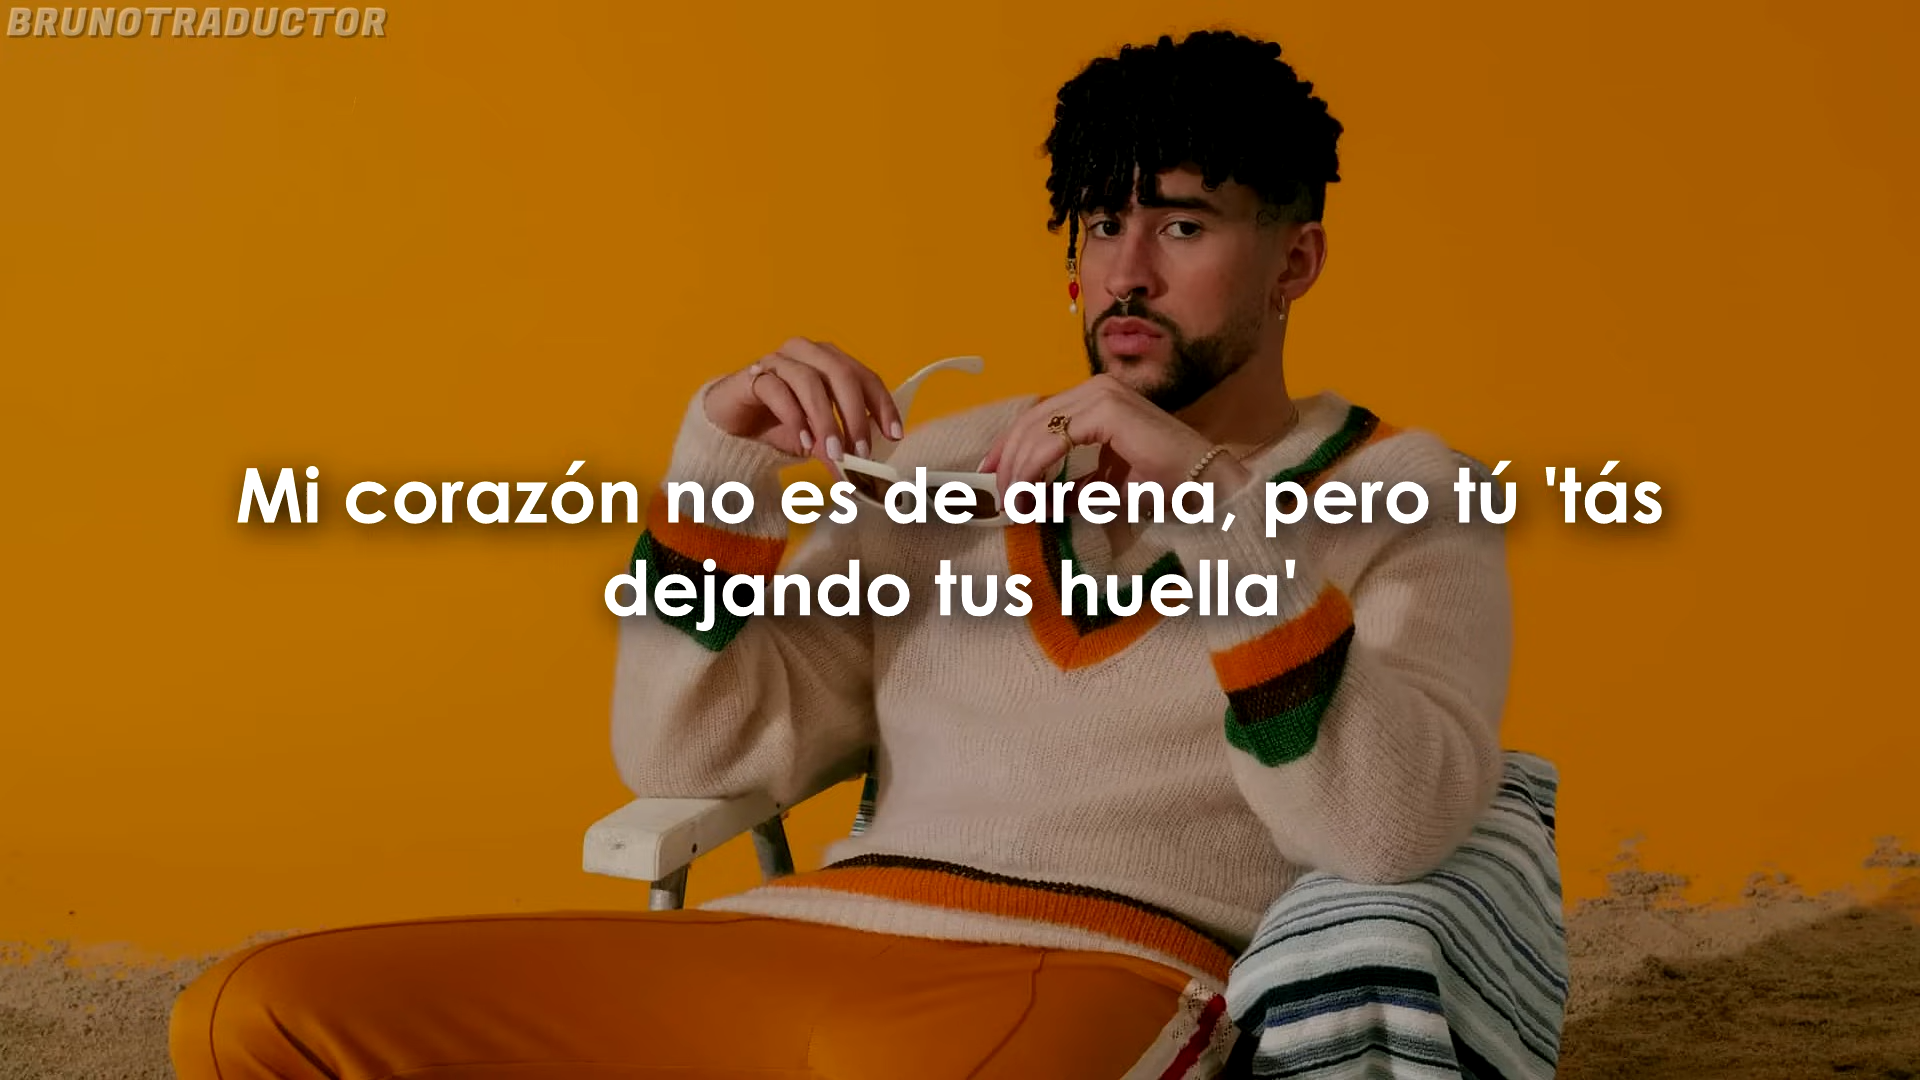 BRUNOTRADUCTOR
Mi corazón no es de arena, pero tú 'tás
dejando tus huella'